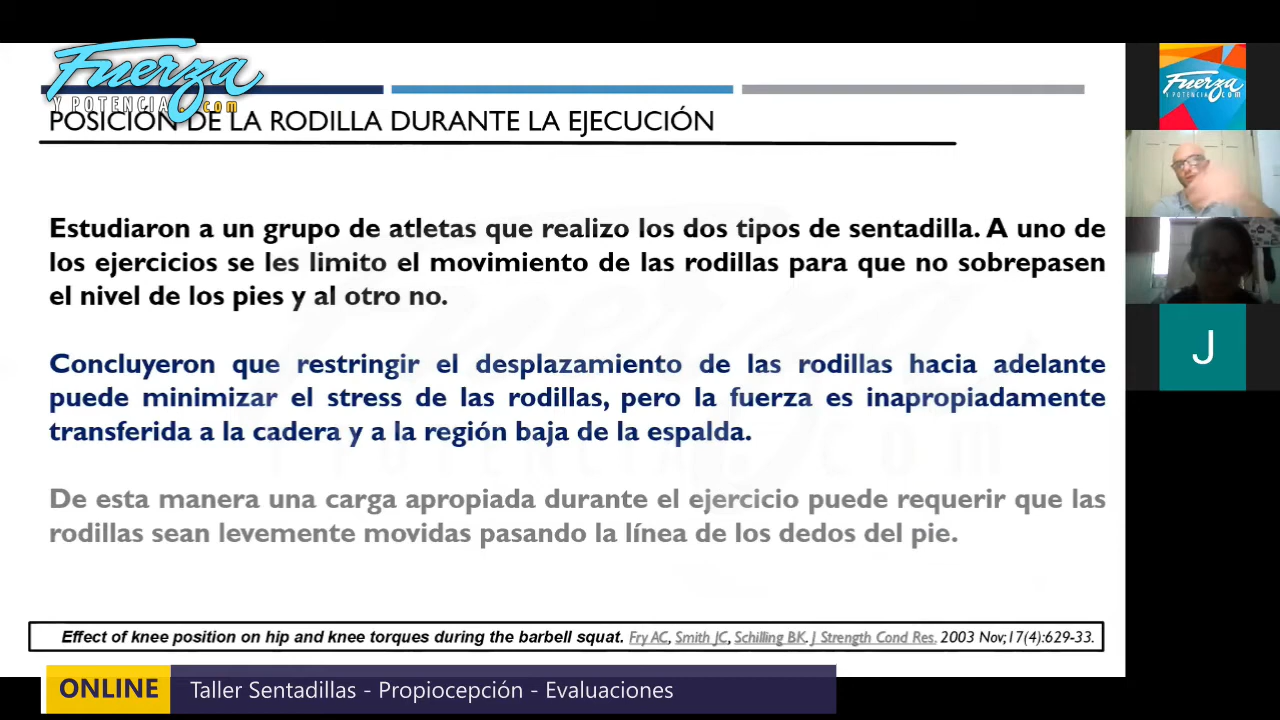 Fuerza
Y POTENCIA.com
POSICIÓN DE LA RODILLA DURANTE LA EJECUCIÓN
Estudiaron a un grupo de atletas que realizo los dos tipos de sentadilla. A uno de
los ejercicios se les limito el movimiento de las rodillas para que no sobrepasen
el nivel de los pies y al otro no.
Concluyeron que restringir el desplazamiento de las rodillas hacia adelante
puede minimizar el stress de las rodillas, pero la fuerza es inapropiadamente
transferida a la cadera y a la región baja de la espalda.
De esta manera una carga apropiada durante el ejercicio puede requerir que las
rodillas sean levemente movidas pasando la línea de los dedos del pie.
Effect of knee position on hip and knee torques during the barbell squat. Fry AC, Smith JC, Schilling BK. J Strength Cond Res. 2003 Nov;17(4):629-33.
ONLINE
Taller Sentadillas - Propiocepción - Evaluaciones
Fuerza
Y POTENCIA.COM
J